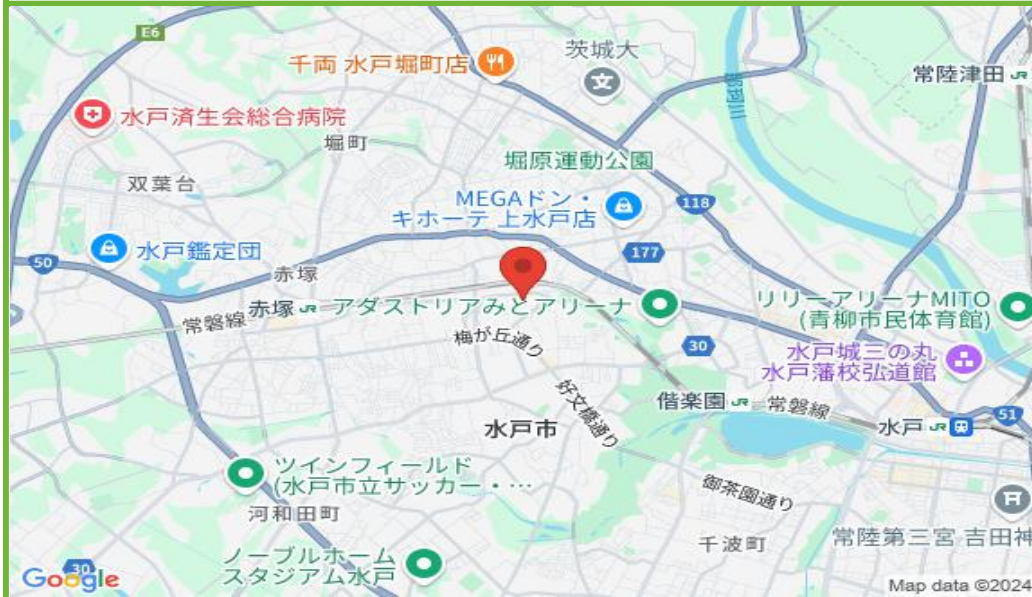 E6
千両 水戸堀町店
茨城大
常陸津田 JR
那珂川
水戸済生会総合病院
堀町
堀原運動公園
双葉台
MEGAドン・
キホーテ 上水戸店
118
50
水戸鑑定団
177
赤塚
赤塚 JR
アダストリアみとアリーナ
リリーアリーナMITO
(青柳市民体育館)
常磐線
梅が丘通り
30
水戸城三の丸
水戸藩校弘道館
好文橋通り
偕楽園 JR
常磐線
51
水戸市
水戸 JR
ツインフィールド
(水戸市立サッカー・…
御茶園通り
河和田町
千波町
常陸第三宮 吉田神
ノーブルホーム
スタジアム水戸
30
Google
Map data ©2024